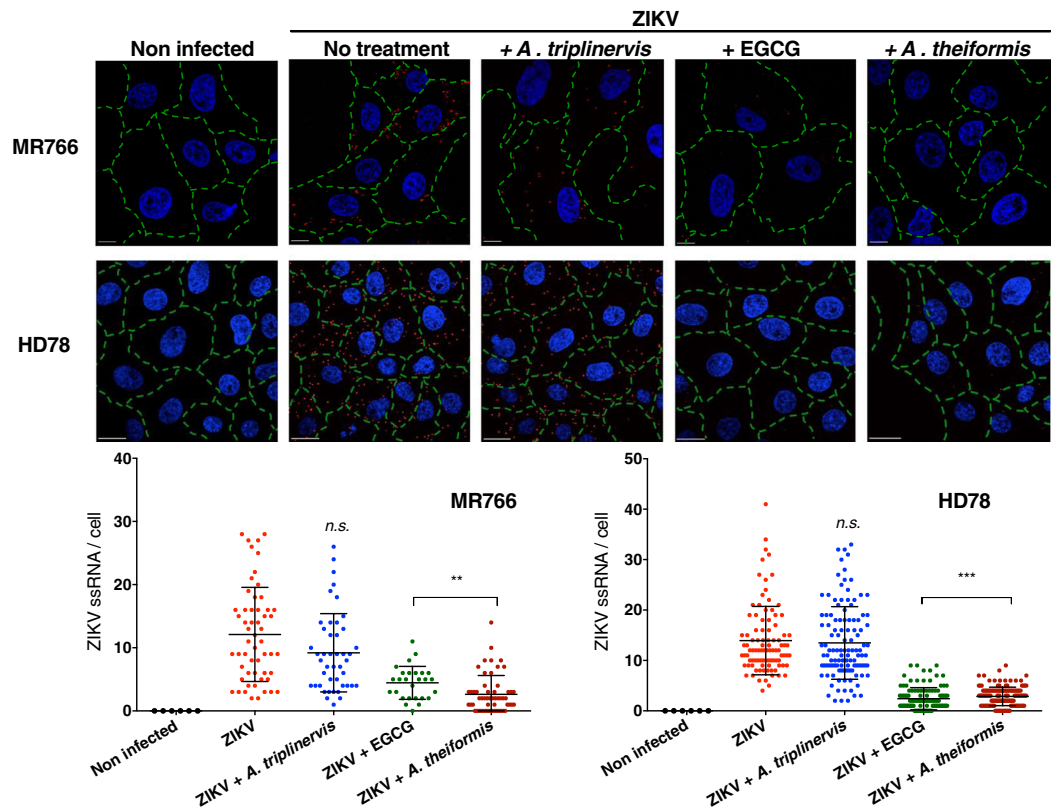 ZIKV
Non infected No treatment + A . triplinervis + EGCG + A. theiformis
MR766
HD78
MR766
ZIKV ssRNA / cell
40
30
20
10
0
n.s.
**
Non infected
ZIKV
ZIKV + A. triplinervis
ZIKV + EGCG
ZIKV + A. theiformis
HD78
ZIKV ssRNA / cell
50
40
30
20
10
0
n.s.
***
Non infected
ZIKV
ZIKV + A. triplinervis
ZIKV + EGCG
ZIKV + A. theiformis